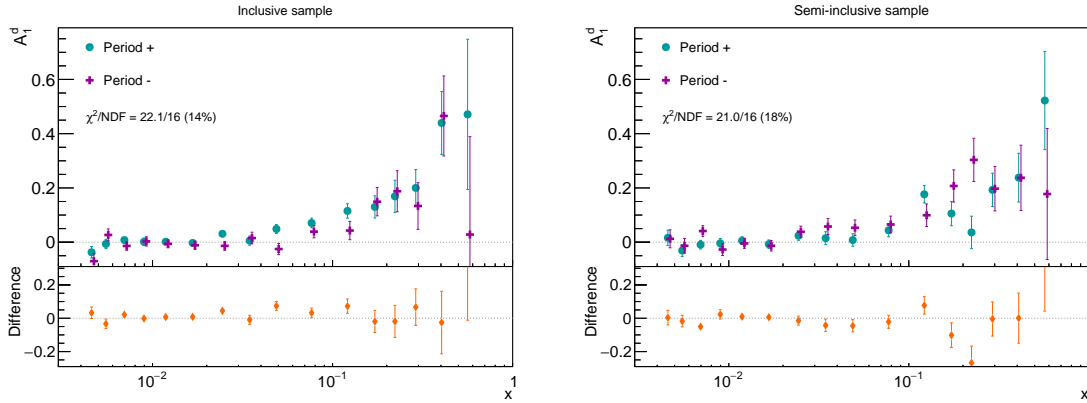 Inclusive sample
A₁ᵈ
Period +
Period -
χ²/NDF = 22.1/16 (14%)
0.6
0.4
0.2
0
Difference
0.2
0
−0.2
10⁻²
10⁻¹
1
x
Semi-inclusive sample
A₁ᵈ
Period +
Period -
χ²/NDF = 21.0/16 (18%)
0.6
0.4
0.2
0
Difference
0.2
0
−0.2
10⁻²
10⁻¹
x